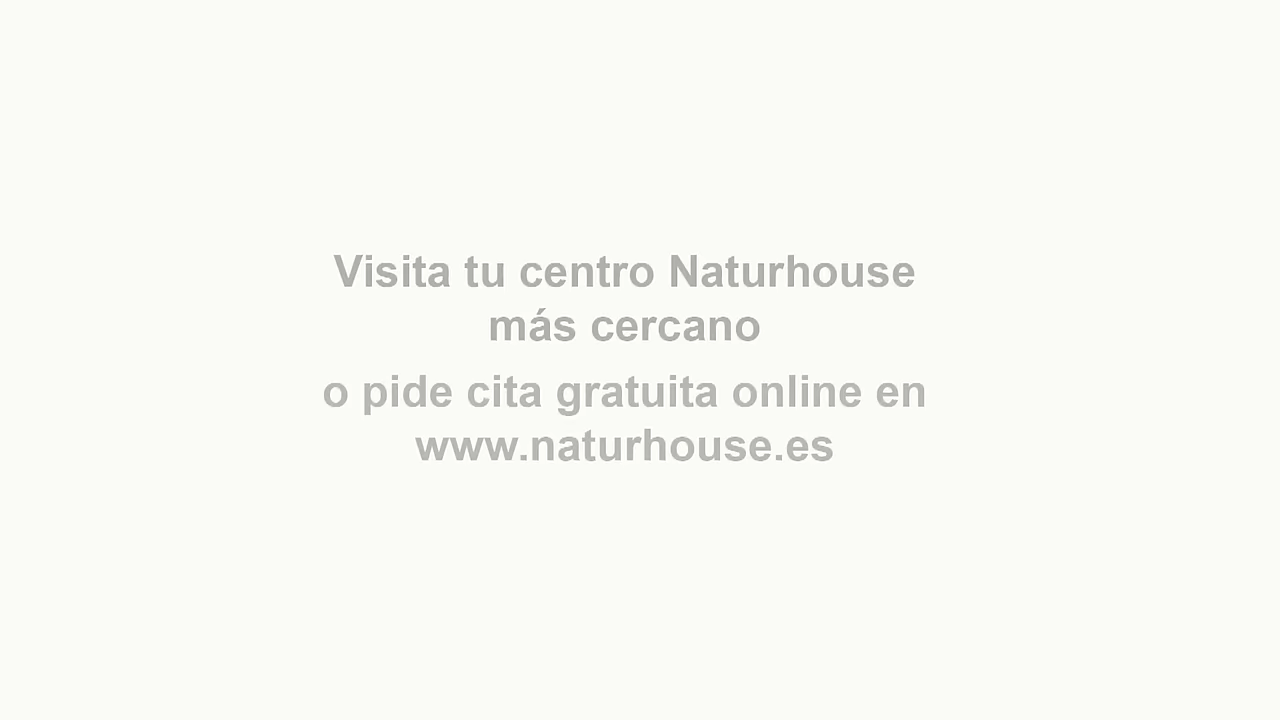 Visita tu centro Naturhouse
más cercano
o pide cita gratuita online en
www.naturhouse.es